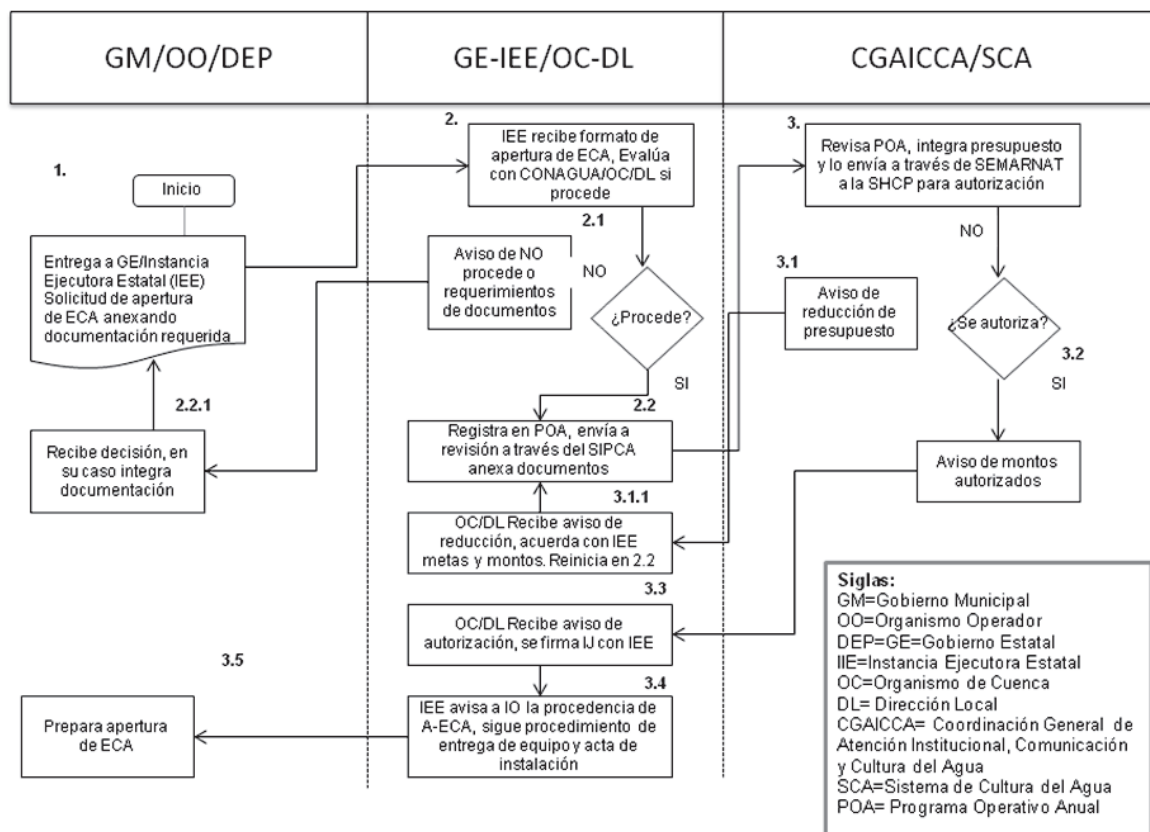 GM/OO/DEP
GE-IEE/OC-DL
CGAICCA/SCA
1.
Inicio
Entrega a GE/Instancia
Ejecutora Estatal (IEE)
Solicitud de apertura
de ECA anexando
documentación requerida
2.2.1
Recibe decisión, en
su caso integra
documentación
3.5
Prepara apertura
de ECA
2.
IEE recibe formato de
apertura de ECA, Evalúa
con CONAGUA/OC/DL si
procede
2.1
Aviso de NO
procede o
requerimientos
de documentos
NO
¿Procede?
SI
2.2
Registra en POA, envía a
revisión a través del SIPCA
anexa documentos
3.1.1
OC/DL Recibe aviso de
reducción, acuerda con IEE
metas y montos. Reinicia en 2.2
3.3
OC/DL Recibe aviso de
autorización, se firma IJ con IEE
3.4
IEE avisa a IO la procedencia de
A-ECA, sigue procedimiento de
entrega de equipo y acta de
instalación
3.
Revisa POA, integra presupuesto
y lo envía a través de SEMARNAT
a la SHCP para autorización
NO
3.1
Aviso de
reducción de
presupuesto
¿Se autoriza?
3.2
SI
Aviso de montos
autorizados
Siglas:
GM=Gobierno Municipal
OO=Organismo Operador
DEP=GE=Gobierno Estatal
IIE=Instancia Ejecutora Estatal
OC=Organismo de Cuenca
DL= Dirección Local
CGAICCA= Coordinación General de
Atención Institucional, Comunicación
y Cultura del Agua
SCA=Sistema de Cultura del Agua
POA= Programa Operativo Anual